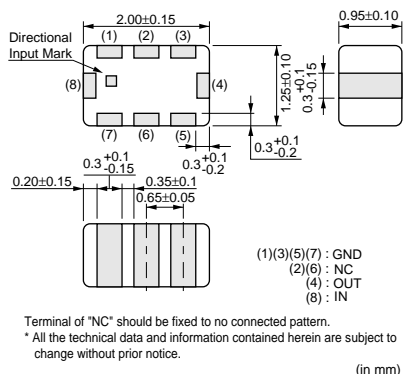 2.00±0.15
0.95±0.10
Directional
Input Mark
(1) (2) (3)
(8)
(4)
(7) (6) (5)
1.25±0.10
0.3 +0.1 -0.15
0.3 +0.1 -0.2
0.3 +0.1 -0.15
0.3 +0.1 -0.2
0.20±0.15
0.35±0.1
0.65±0.05
(1)(3)(5)(7) : GND
(2)(6) : NC
(4) : OUT
(8) : IN
Terminal of "NC" should be fixed to no connected pattern.
* All the technical data and information contained herein are subject to
change without prior notice.
(in mm)